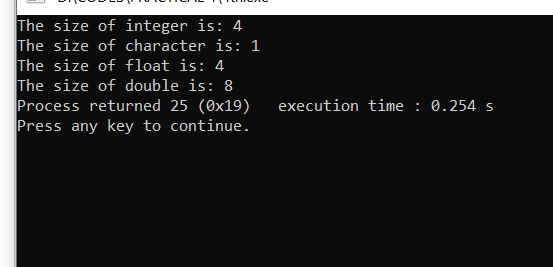 The size of integer is: 4
The size of character is: 1
The size of float is: 4
The size of double is: 8
Process returned 25 (0x19)   execution time : 0.254 s
Press any key to continue.